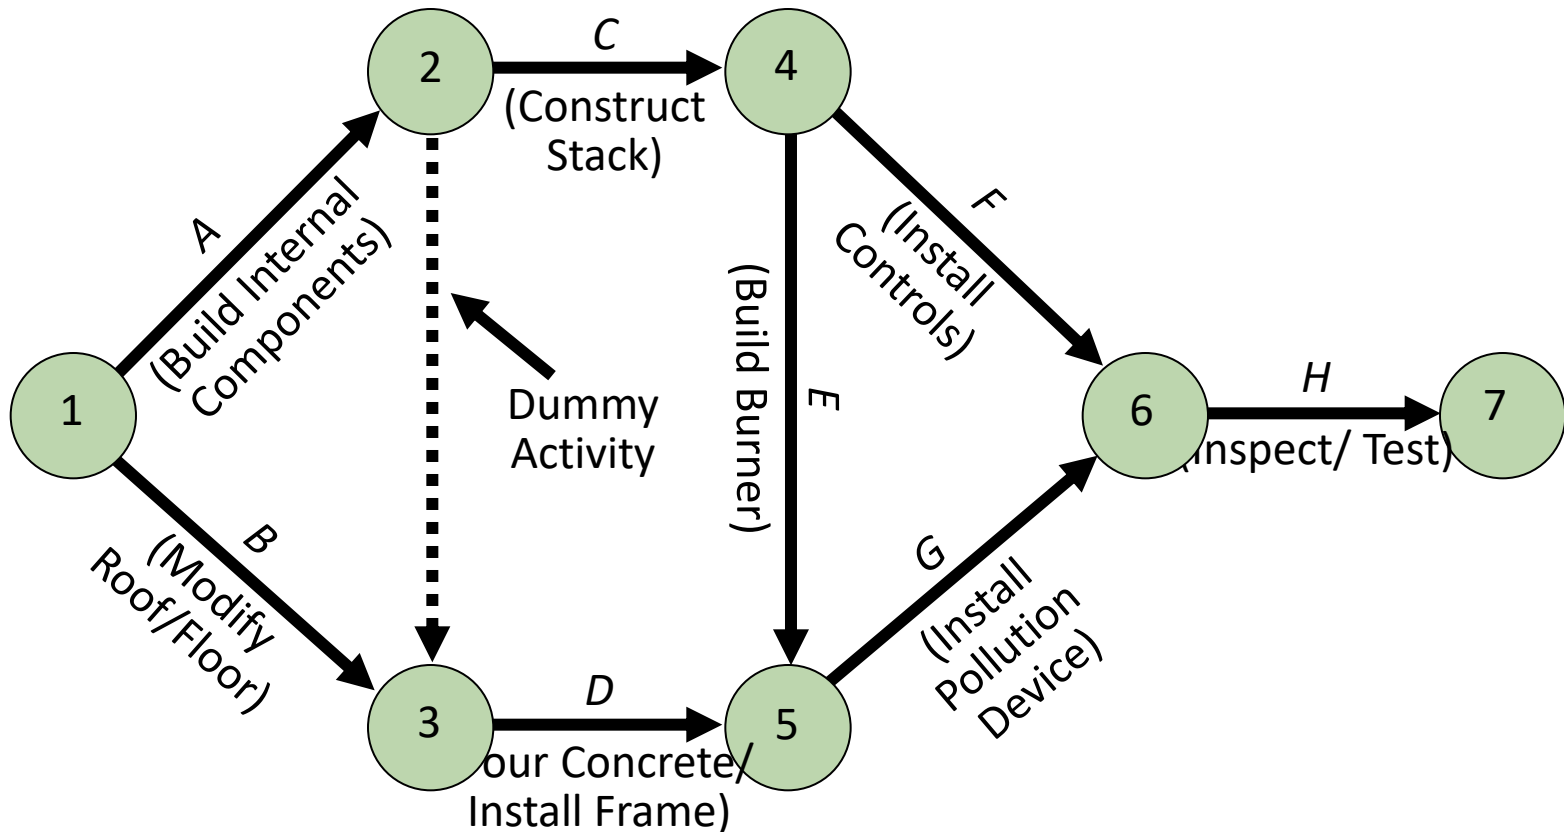 2
C
4
(Construct
Stack)
A
(Build Internal
Components)
F
(Install
Controls)
1
Dummy
Activity
E
(Build Burner)
6
H
7
(Inspect/ Test)
B
(Modify
Roof/Floor)
G
(Install
Pollution
Device)
3
D
5
our Concrete/
Install Frame)